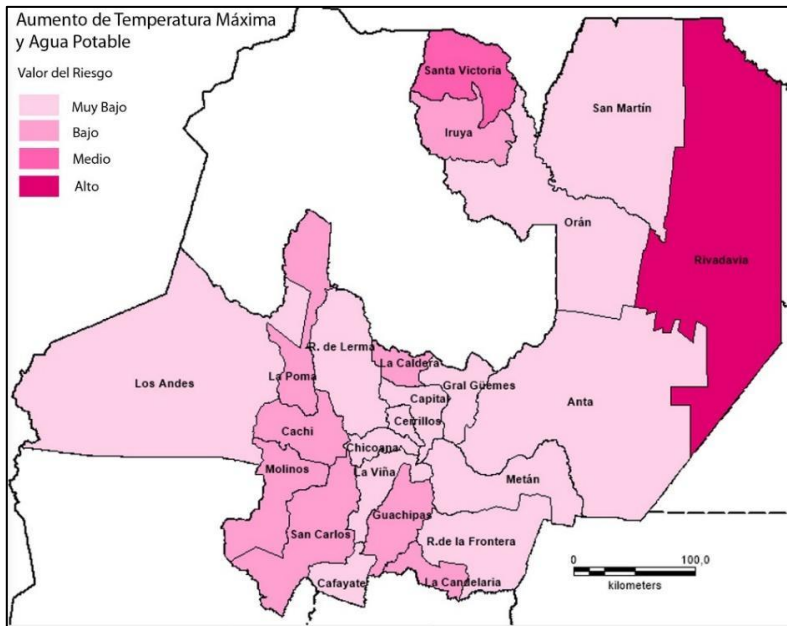 Aumento de Temperatura Máxima
y Agua Potable
Valor del Riesgo
Muy Bajo
Bajo
Medio
Alto
Santa Victoria
San Martín
Iruya
Orán
Rivadavia
R. de Lerma
La Caldera
La Poma
Gral Güemes
Los Andes
Capital
Anta
Cerrillos
Cachi
Chicoana
Molinos
La Viña
Metán
Guachipas
San Carlos
R.de la Frontera
Cafayate
La Candelaria
0 100,0
kilometers